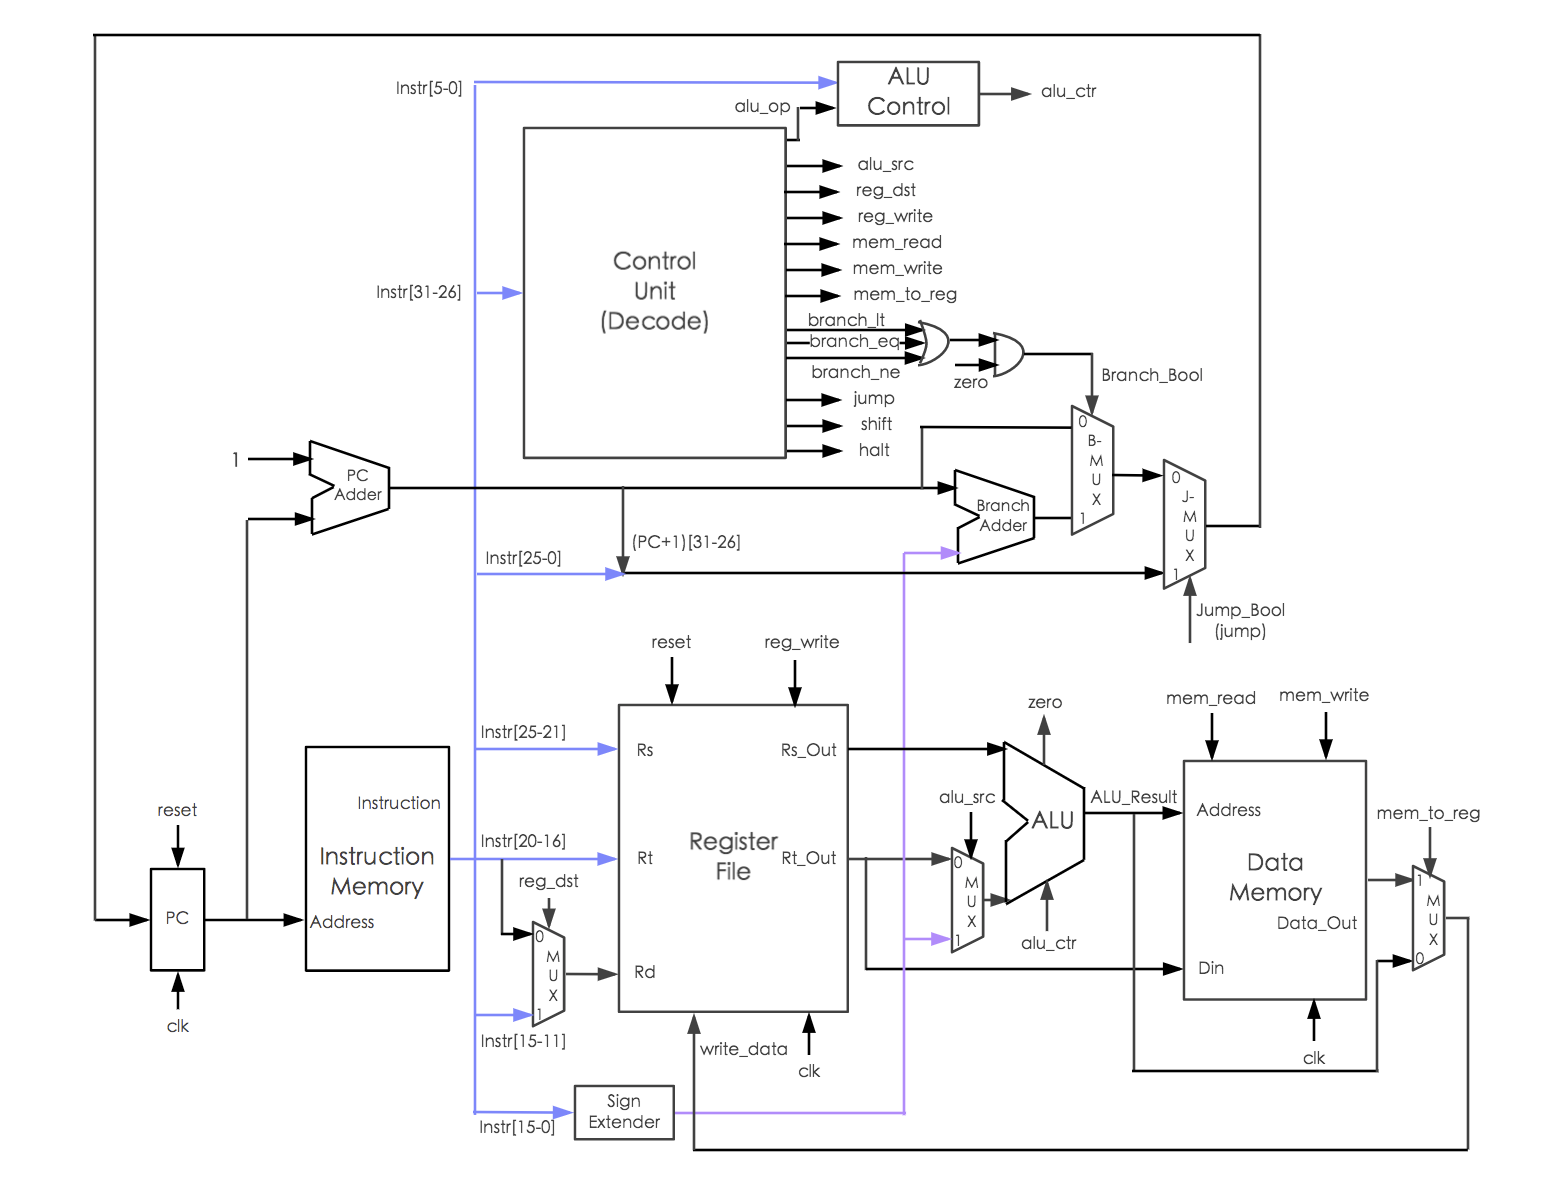 Instr[5-0]
ALU
Control
alu_ctr
alu_op
alu_src
reg_dst
reg_write
mem_read
mem_write
mem_to_reg
Control
Unit
(Decode)
Instr[31-26]
branch_lt
branch_eq
branch_ne
zero
Branch_Bool
jump
shift
halt
0
B-
M
U
X
1
1
PC
Adder
Branch
Adder
0
J-
M
U
X
1
(PC+1)[31-26]
Instr[25-0]
Jump_Bool
(jump)
reset
reg_write
zero
mem_read
mem_write
Instr[25-21]
Rs
Rs_Out
Instruction
reset
alu_src
ALU_Result
Address
mem_to_reg
ALU
Instruction
Memory
Instr[20-16]
Rt
Register
File
Rt_Out
0
M
U
X
1
Data
Memory
1
M
U
X
0
reg_dst
PC
Address
Data_Out
0
M
U
X
1
alu_ctr
Rd
Din
clk
Instr[15-11]
write_data
clk
clk
Sign
Extender
Instr[15-0]